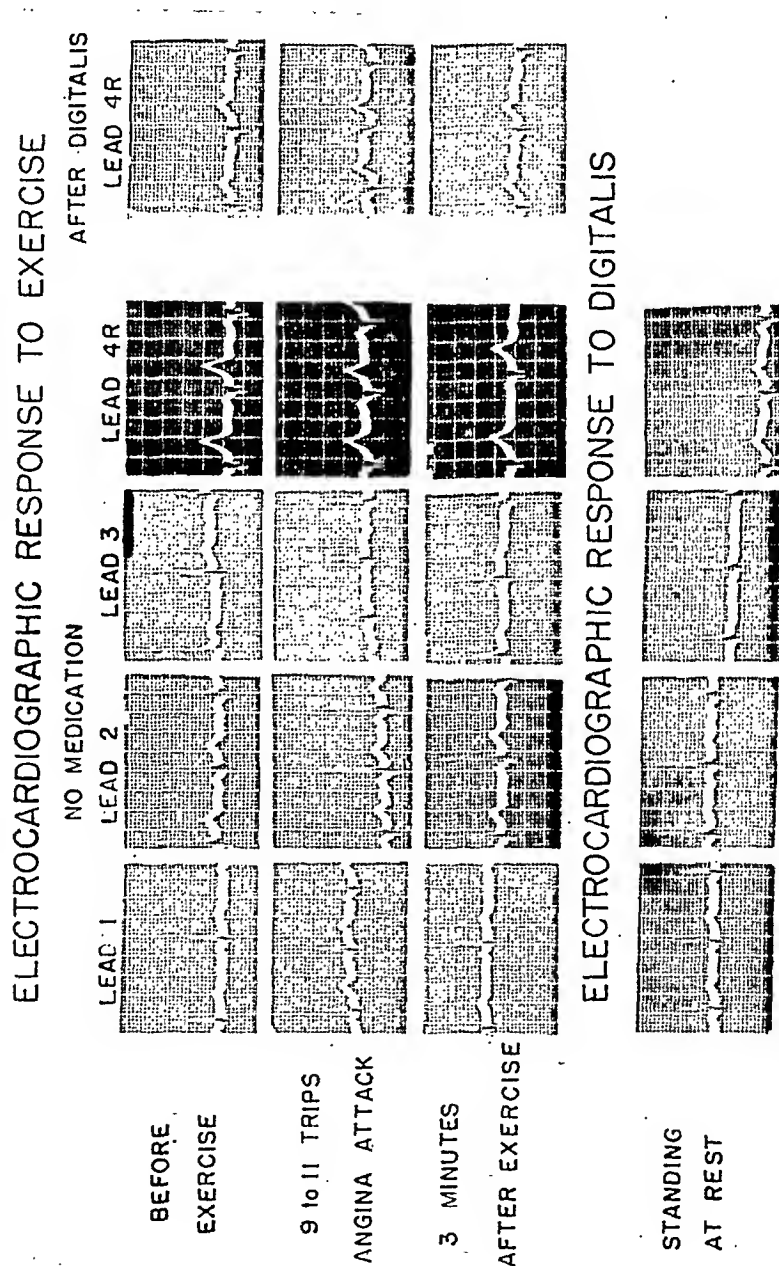 ELECTROCARDIOGRAPHIC RESPONSE TO EXERCISE
NO MEDICATION
AFTER DIGITALIS
LEAD 1
LEAD 2
LEAD 3
LEAD 4R
LEAD 4R
BEFORE
EXERCISE
9 to 11 TRIPS
ANGINA ATTACK
3 MINUTES
AFTER EXERCISE
ELECTROCARDIOGRAPHIC RESPONSE TO DIGITALIS
STANDING
AT REST